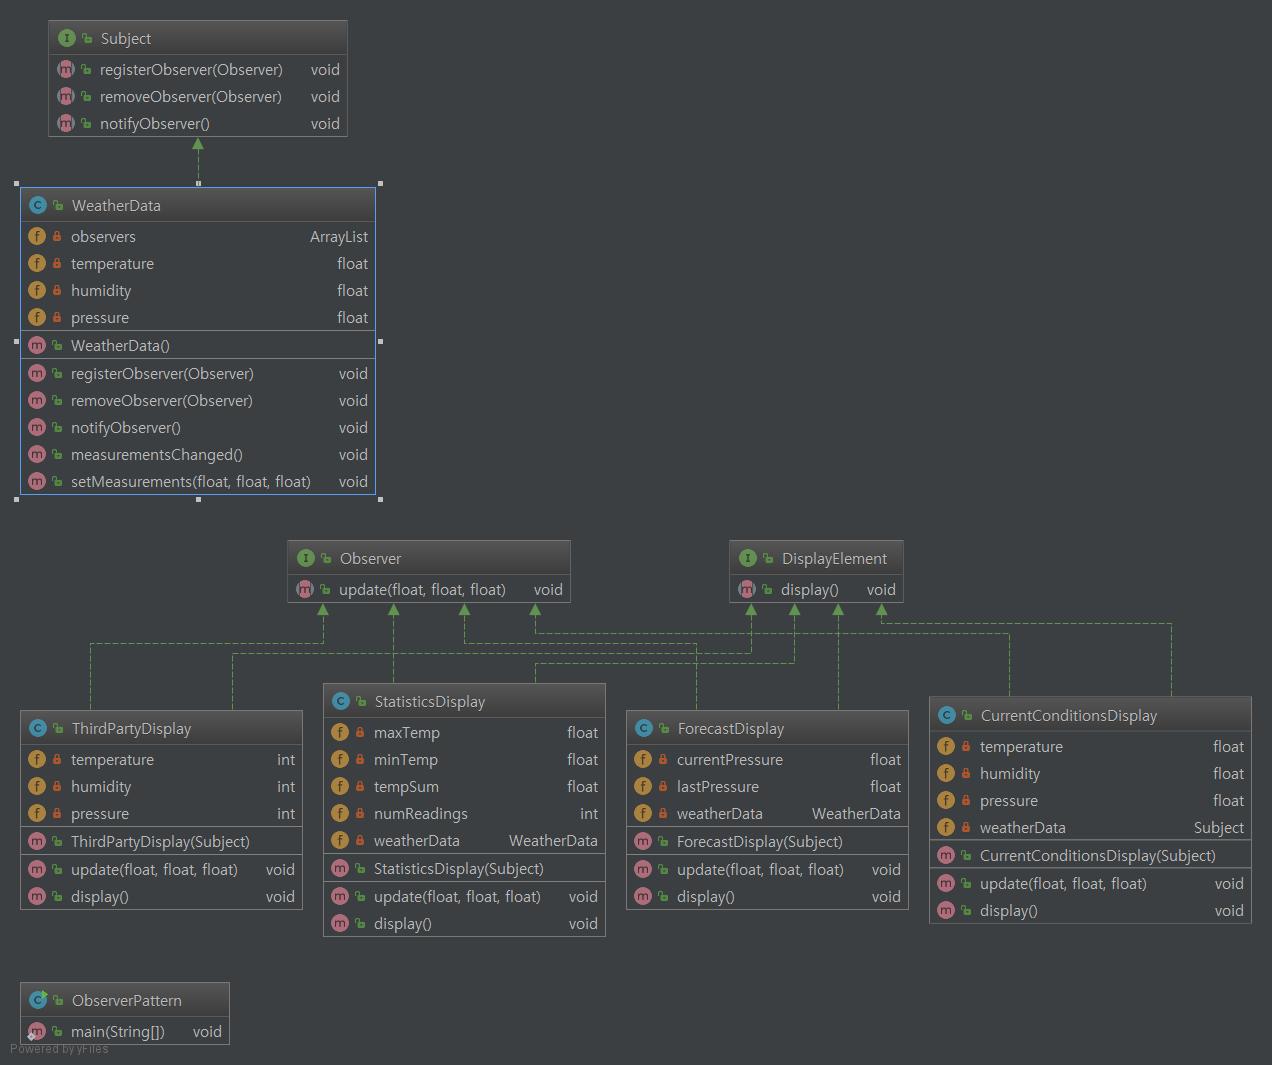 Subject
registerObserver(Observer) void
removeObserver(Observer) void
notifyObserver() void
WeatherData
observers ArrayList
temperature float
humidity float
pressure float
WeatherData()
registerObserver(Observer) void
removeObserver(Observer) void
notifyObserver() void
measurementsChanged() void
setMeasurements(float, float, float) void
Observer
update(float, float, float) void
DisplayElement
display() void
ThirdPartyDisplay
temperature int
humidity int
pressure int
ThirdPartyDisplay(Subject)
update(float, float, float) void
display() void
StatisticsDisplay
maxTemp float
minTemp float
tempSum float
numReadings int
weatherData WeatherData
StatisticsDisplay(Subject)
update(float, float, float) void
display() void
ForecastDisplay
currentPressure float
lastPressure float
weatherData WeatherData
ForecastDisplay(Subject)
update(float, float, float) void
display() void
CurrentConditionsDisplay
temperature float
humidity float
pressure float
weatherData Subject
CurrentConditionsDisplay(Subject)
update(float, float, float) void
display() void
ObserverPattern
main(String[]) void
Powered by yFiles